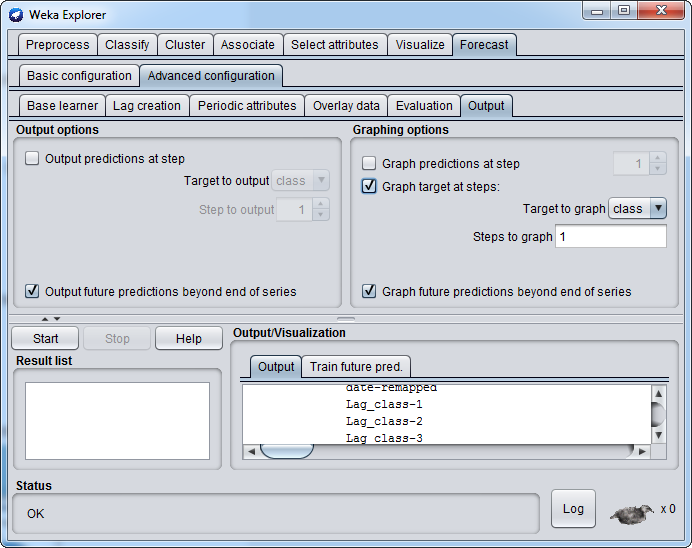 Weka Explorer
Preprocess Classify Cluster Associate Select attributes Visualize Forecast
Basic configuration Advanced configuration
Base learner Lag creation Periodic attributes Overlay data Evaluation Output
Output options
Output predictions at step
Target to output class
Step to output 1
Output future predictions beyond end of series
Graphing options
Graph predictions at step 1
Graph target at steps:
Target to graph class
Steps to graph 1
Graph future predictions beyond end of series
Start Stop Help
Result list
Output/Visualization
Output Train future pred.
date-remapped
Lag_class-1
Lag_class-2
Lag class-3
Status
OK
Log
x 0